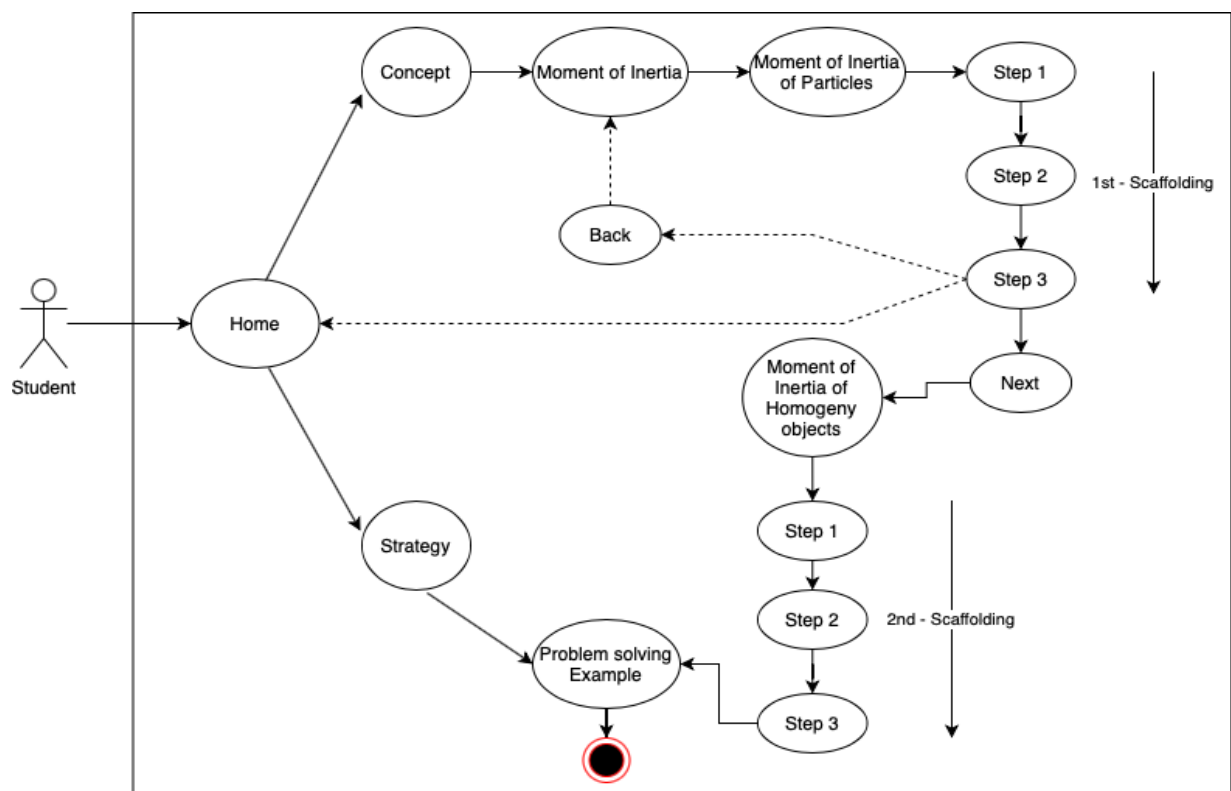 Concept
Moment of Inertia
Moment of Inertia
of Particles
Step 1
Step 2
1st - Scaffolding
Back
Step 3
Home
Student
Moment of
Inertia of
Homogeny
objects
Next
Step 1
Strategy
Step 2
2nd - Scaffolding
Problem solving
Example
Step 3